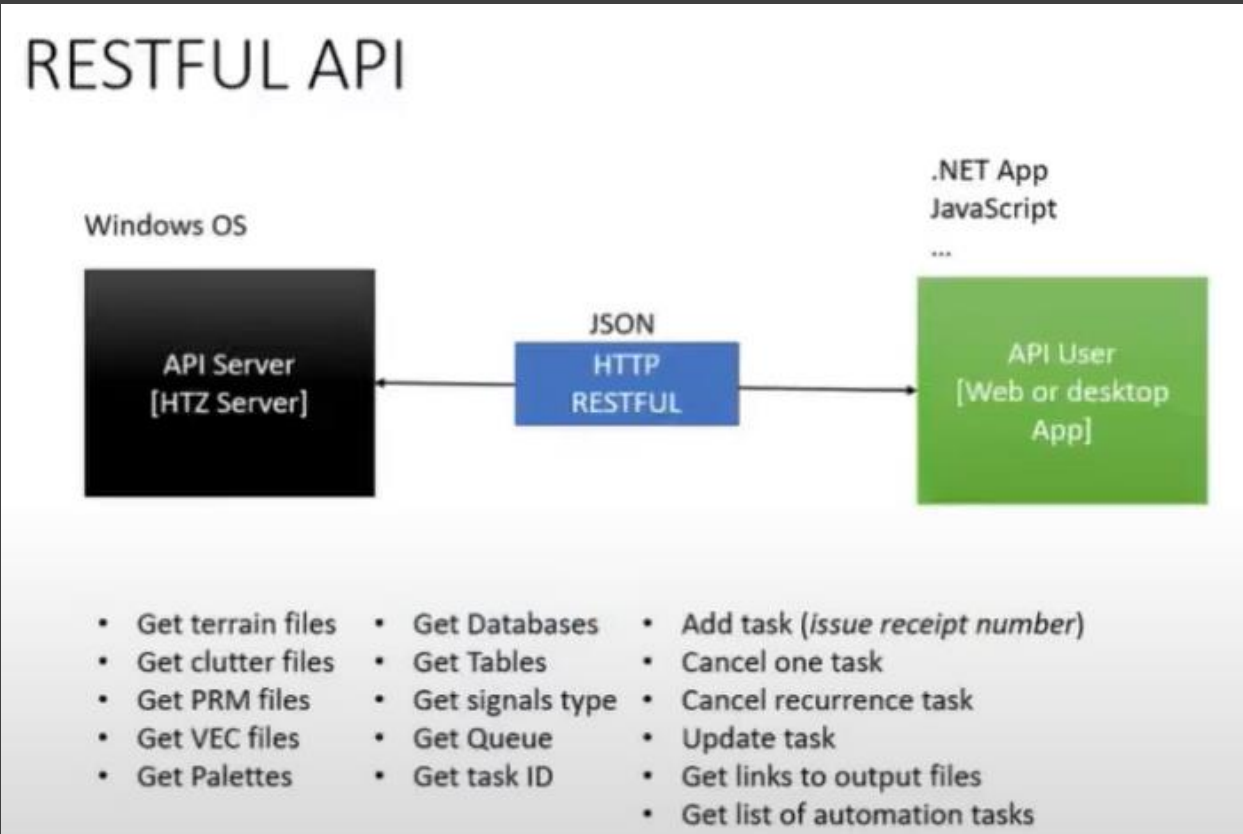 RESTFUL API
Windows OS
.NET App
JavaScript
...
API Server
[HTZ Server]
JSON
HTTP
RESTFUL
API User
[Web or desktop
App]
• Get terrain files
• Get clutter files
• Get PRM files
• Get VEC files
• Get Palettes
• Get Databases
• Get Tables
• Get signals type
• Get Queue
• Get task ID
• Add task (issue receipt number)
• Cancel one task
• Cancel recurrence task
• Update task
• Get links to output files
• Get list of automation tasks